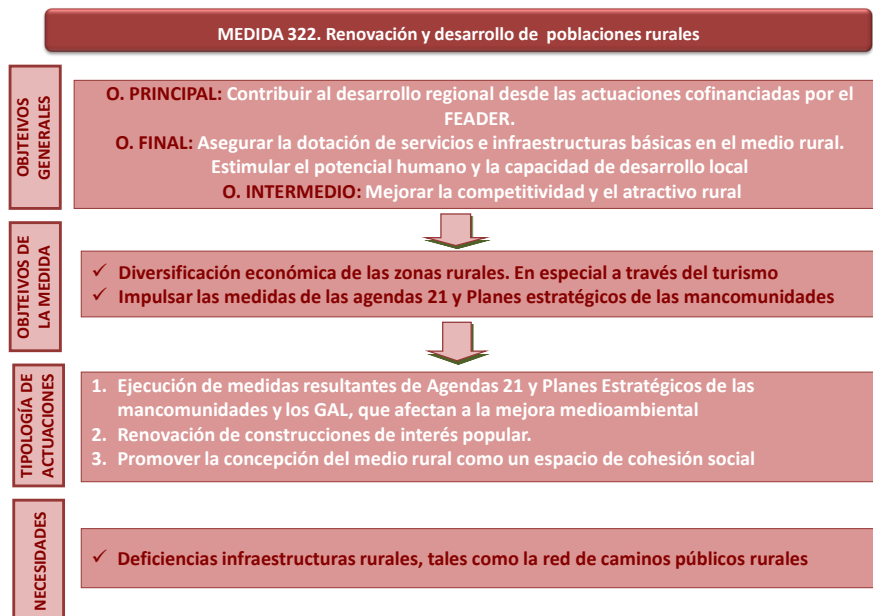 MEDIDA 322. Renovación y desarrollo de poblaciones rurales
OBJTEIVOS
GENERALES
O. PRINCIPAL: Contribuir al desarrollo regional desde las actuaciones cofinanciadas por el
FEADER.
O. FINAL: Asegurar la dotación de servicios e infraestructuras básicas en el medio rural.
Estimular el potencial humano y la capacidad de desarrollo local
O. INTERMEDIO: Mejorar la competitividad y el atractivo rural
OBJTEIVOS DE
LA MEDIDA
✓ Diversificación económica de las zonas rurales. En especial a través del turismo
✓ Impulsar las medidas de las agendas 21 y Planes estratégicos de las mancomunidades
TIPOLOGÍA DE
ACTUACIONES
1. Ejecución de medidas resultantes de Agendas 21 y Planes Estratégicos de las
mancomunidades y los GAL, que afectan a la mejora medioambiental
2. Renovación de construcciones de interés popular.
3. Promover la concepción del medio rural como un espacio de cohesión social
NECESIDADES
✓ Deficiencias infraestructuras rurales, tales como la red de caminos públicos rurales